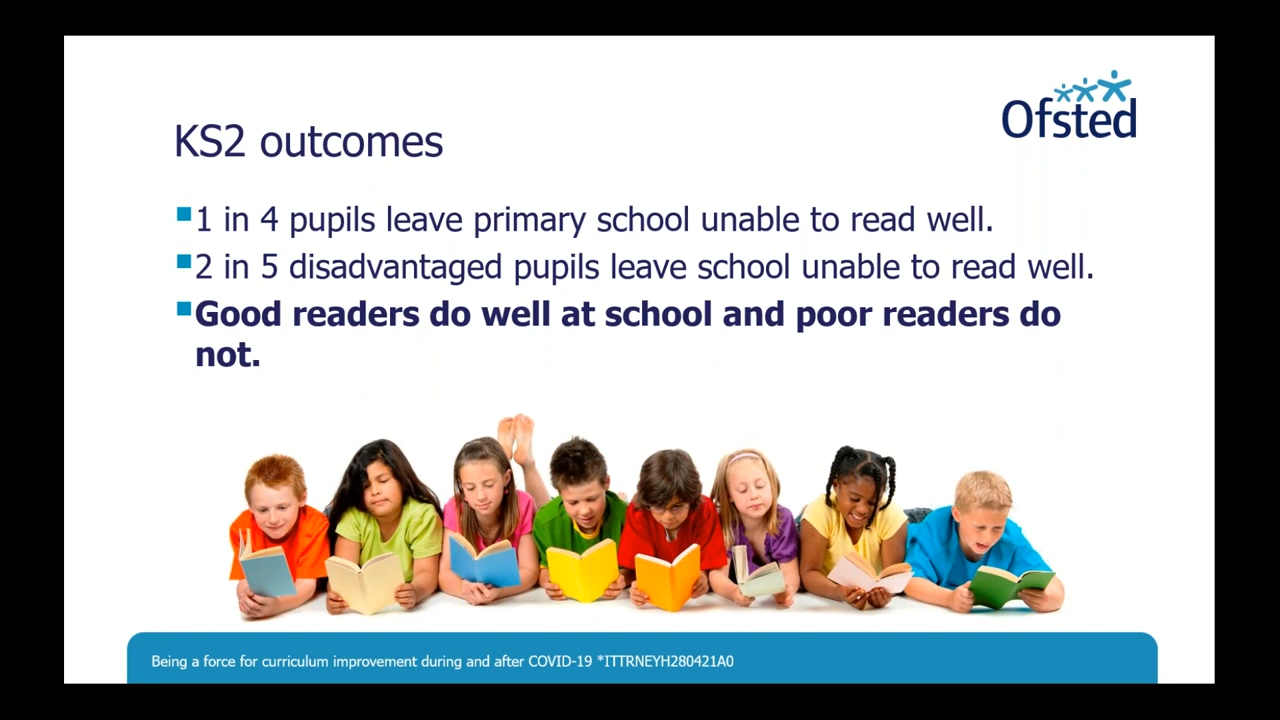 Ofsted
KS2 outcomes
1 in 4 pupils leave primary school unable to read well.
2 in 5 disadvantaged pupils leave school unable to read well.
Good readers do well at school and poor readers do
not.
Being a force for curriculum improvement during and after COVID-19 *ITTRNEYH280421A0